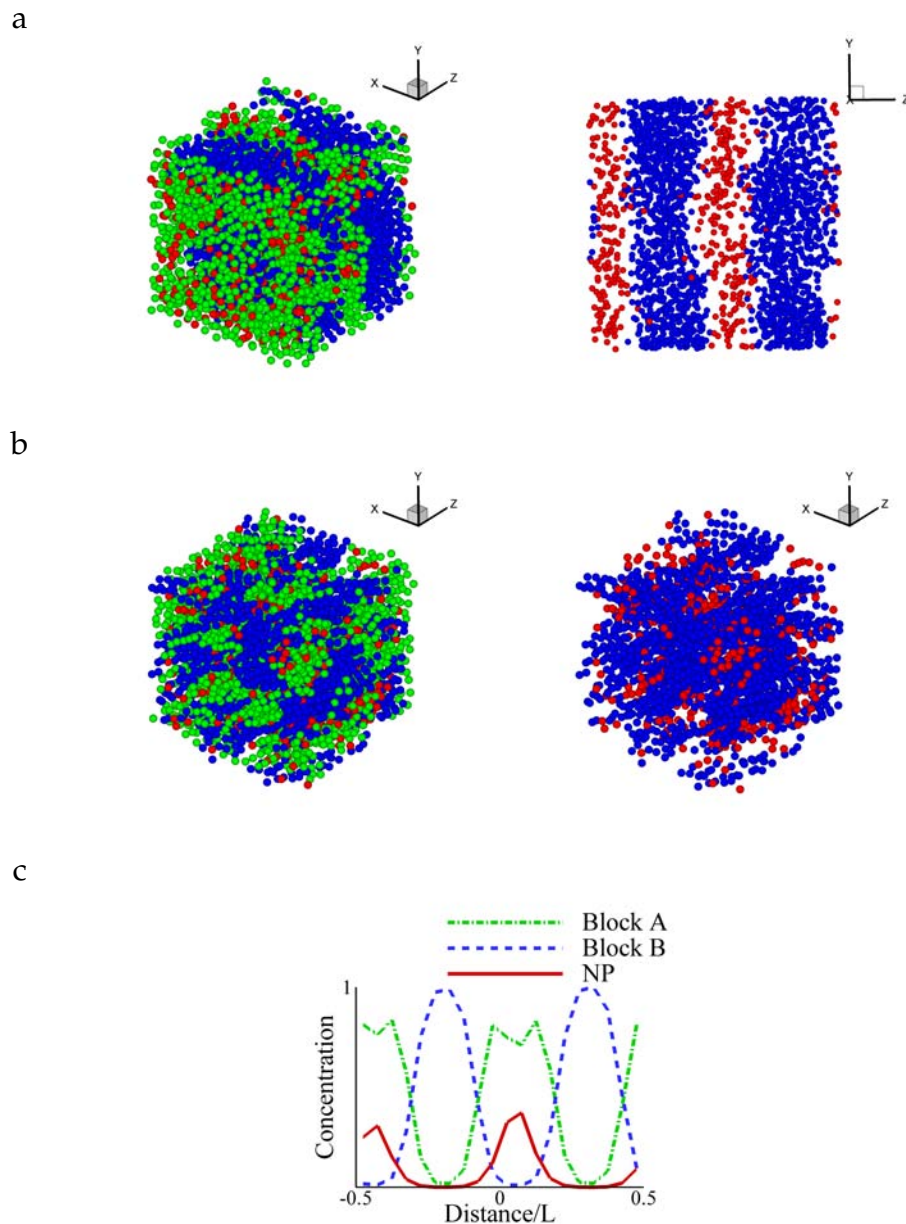 a
Y
X
Z
Y
X
Z
b
Y
X
Z
Y
X
Z
c
Block A
Block B
NP
1
Concentration
-0.5
0
0.5
Distance/L